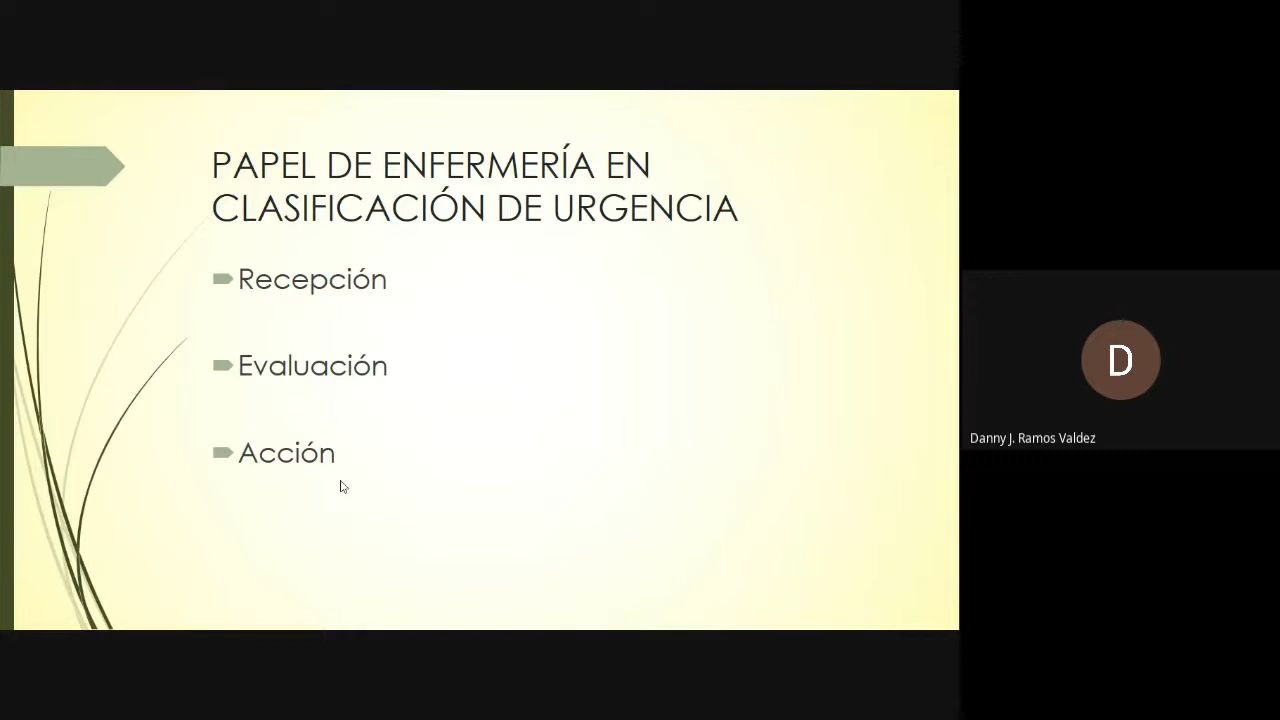 PAPEL DE ENFERMERÍA EN
CLASIFICACIÓN DE URGENCIA
Recepción
Evaluación
Acción
D
Danny J. Ramos Valdez